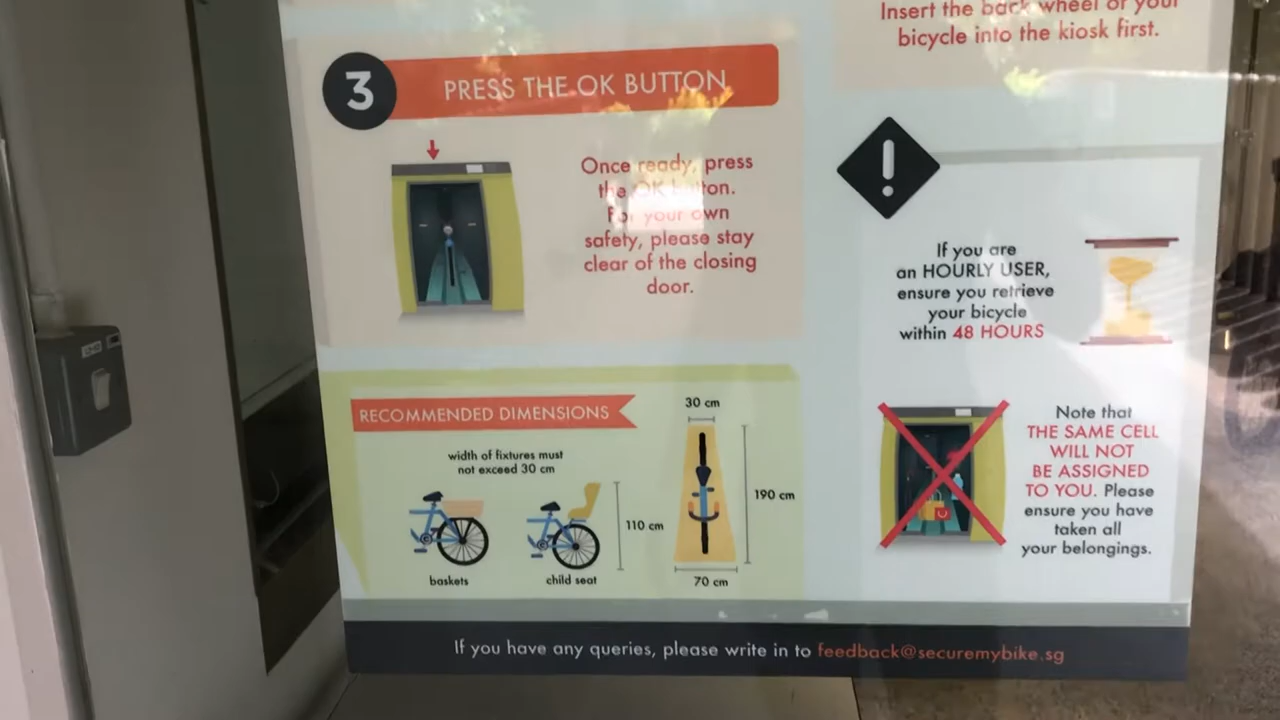 Insert the back wheel of your
bicycle into the kiosk first.
3
PRESS THE OK BUTTON
Once ready, press
the OK button.
For your own
safety, please stay
clear of the closing
door.
!
If you are
an HOURLY USER,
ensure you retrieve
your bicycle
within 48 HOURS
RECOMMENDED DIMENSIONS
width of fixtures must
not exceed 30 cm
baskets
child seat
110 cm
30 cm
190 cm
70 cm
Note that
THE SAME CELL
WILL NOT
BE ASSIGNED
TO YOU. Please
ensure you have
taken all
your belongings.
If you have any queries, please write in to feedback@securemybike.sg